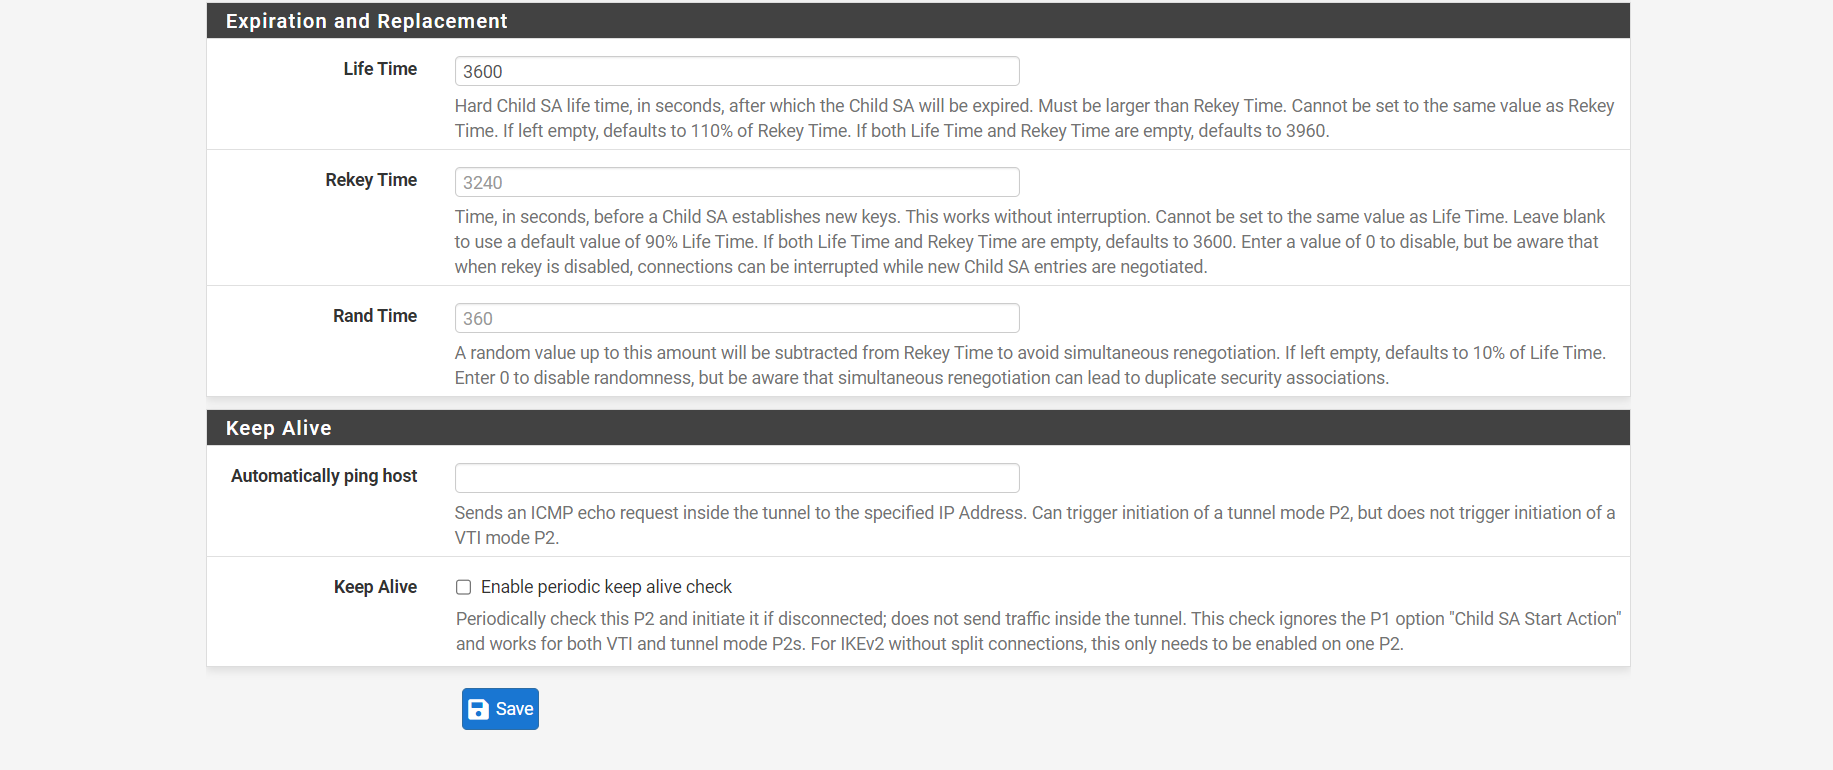 Expiration and Replacement
Life Time
3600
Hard Child SA life time, in seconds, after which the Child SA will be expired. Must be larger than Rekey Time. Cannot be set to the same value as Rekey
Time. If left empty, defaults to 110% of Rekey Time. If both Life Time and Rekey Time are empty, defaults to 3960.
Rekey Time
3240
Time, in seconds, before a Child SA establishes new keys. This works without interruption. Cannot be set to the same value as Life Time. Leave blank
to use a default value of 90% Life Time. If both Life Time and Rekey Time are empty, defaults to 3600. Enter a value of 0 to disable, but be aware that
when rekey is disabled, connections can be interrupted while new Child SA entries are negotiated.
Rand Time
360
A random value up to this amount will be subtracted from Rekey Time to avoid simultaneous renegotiation. If left empty, defaults to 10% of Life Time.
Enter 0 to disable randomness, but be aware that simultaneous renegotiation can lead to duplicate security associations.
Keep Alive
Automatically ping host
Sends an ICMP echo request inside the tunnel to the specified IP Address. Can trigger initiation of a tunnel mode P2, but does not trigger initiation of a
VTI mode P2.
Keep Alive
Enable periodic keep alive check
Periodically check this P2 and initiate it if disconnected; does not send traffic inside the tunnel. This check ignores the P1 option "Child SA Start Action"
and works for both VTI and tunnel mode P2s. For IKEv2 without split connections, this only needs to be enabled on one P2.
Save